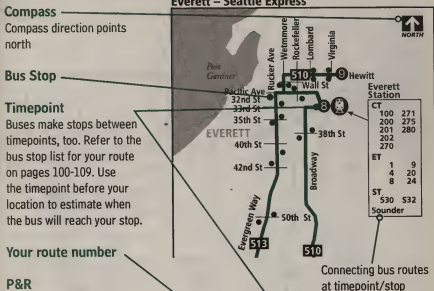 Everett – Seattle Express
Compass
Compass direction points
north
Bus Stop
Timepoint
Buses make stops between
timepoints, too. Refer to the
bus stop list for your route
on pages 100-109. Use
the timepoint before your
location to estimate when
the bus will reach your stop.
Your route number
P&R
NORTH
Port
Gardner
Rucker Ave
Wetmore
Rockefeller
Lombard
Virginia
510
9 Hewitt
Wall St
Pacific Ave
32nd St
33rd St
35th St
EVERETT
8
38th St
40th St
42nd St
Broadway
Evergreen Way
50th St
513
510
Everett
Station
CT
100 271
200 275
201 280
202
270
ET
1 9
4 20
8 24
ST
530 532
Sounder
Connecting bus routes
at timepoint/stop